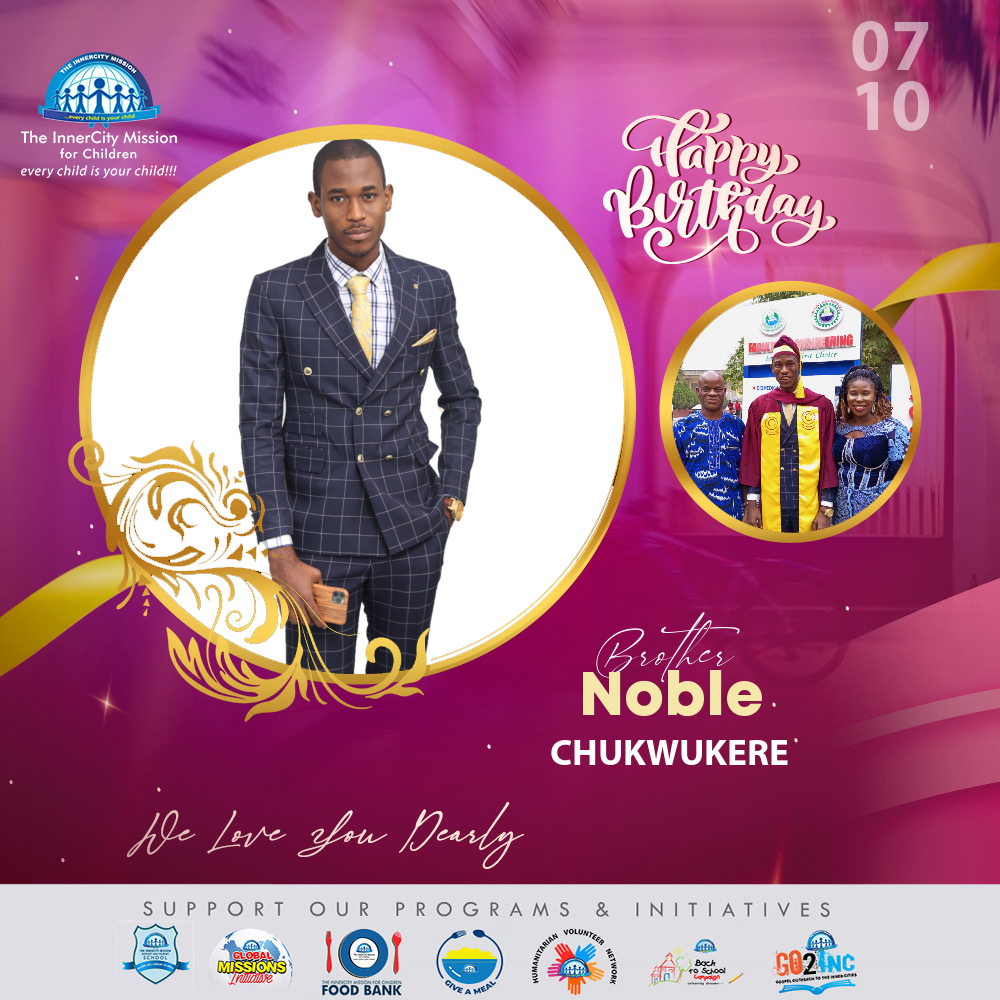 THE INNERCITY MISSION
...every child is your child
The InnerCity Mission
for Children
every child is your child!!!
07
10
Happy
Birthday
Brother
Noble
CHUKWUKERE
We Love You Dearly
SUPPORT OUR PROGRAMS & INITIATIVES
SCHOOL
GLOBAL
MISSIONS
Initiative
THE INNERCITY MISSION FOR CHILDREN
FOOD BANK
GIVE A MEAL
HUMANITARIAN VOLUNTEER NETWORK
Back
To School
Campaign
GO2INC
GOSPEL OUTREACH TO THE INNER CITIES